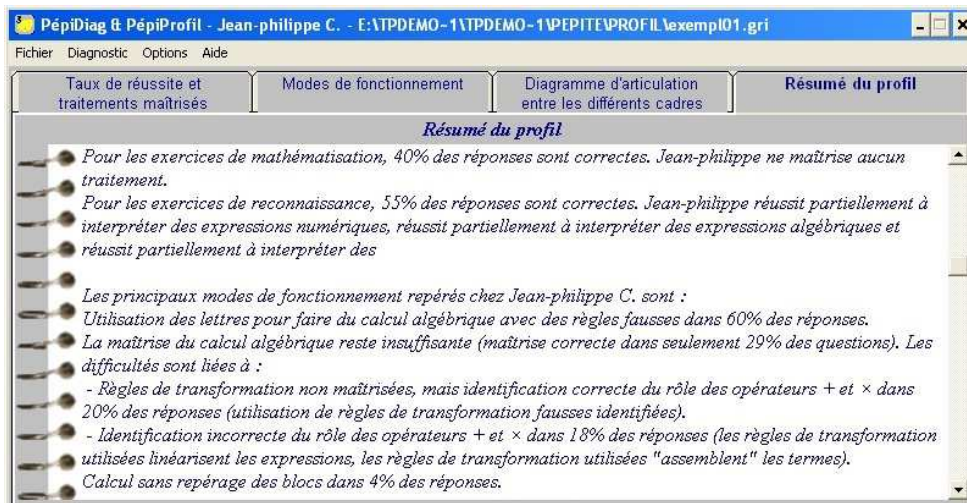 PépiDiag & PépiProfil - Jean-philippe C. - E:\TPDEMO~1\TPDEMO~1\PEPITE\PROFIL\exempl01.gri
Fichier Diagnostic Options Aide
Taux de réussite et traitements maîtrisés
Modes de fonctionnement
Diagramme d'articulation entre les différents cadres
Résumé du profil
Résumé du profil
Pour les exercices de mathématisation, 40% des réponses sont correctes. Jean-philippe ne maîtrise aucun
traitement.
Pour les exercices de reconnaissance, 55% des réponses sont correctes. Jean-philippe réussit partiellement à
interpréter des expressions numériques, réussit partiellement à interpréter des expressions algébriques et
réussit partiellement à interpréter des
Les principaux modes de fonctionnement repérés chez Jean-philippe C. sont :
Utilisation des lettres pour faire du calcul algébrique avec des règles fausses dans 60% des réponses.
La maîtrise du calcul algébrique reste insuffisante (maîtrise correcte dans seulement 29% des questions). Les
difficultés sont liées à :
- Règles de transformation non maîtrisées, mais identification correcte du rôle des opérateurs + et × dans
20% des réponses (utilisation de règles de transformation fausses identifiées).
- Identification incorrecte du rôle des opérateurs + et × dans 18% des réponses (les règles de transformation
utilisées linéarisent les expressions, les règles de transformation utilisées "assemblent" les termes).
Calcul sans repérage des blocs dans 4% des réponses.